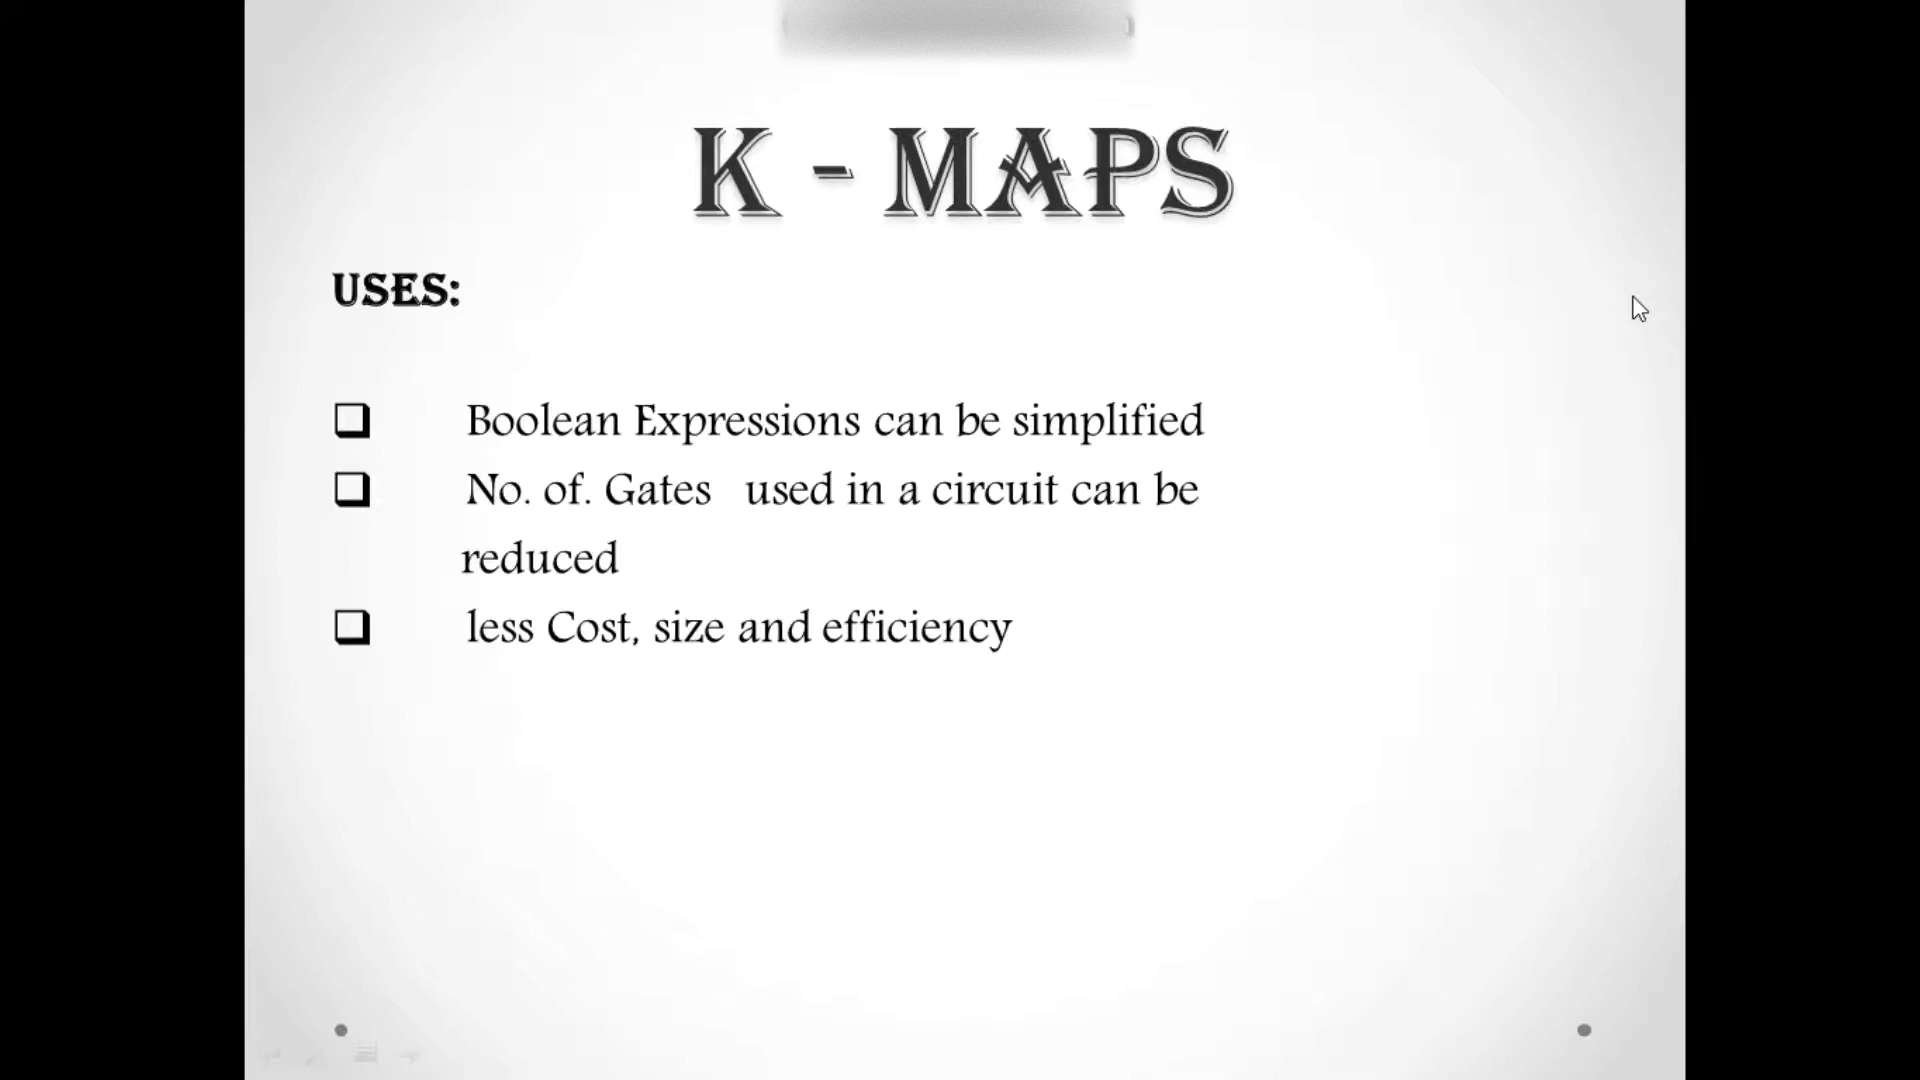 K - MAPS
USES:
Boolean Expressions can be simplified
No. of. Gates used in a circuit can be
reduced
less Cost, size and efficiency